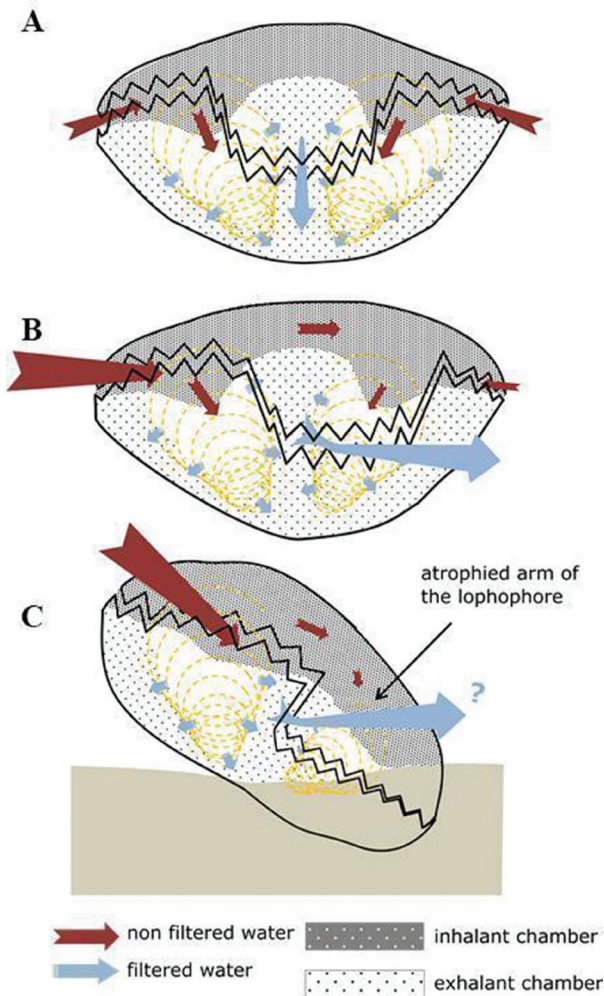 A
B
C
atrophied arm of
the lophophore
?
non filtered water
filtered water
inhalant chamber
exhalant chamber